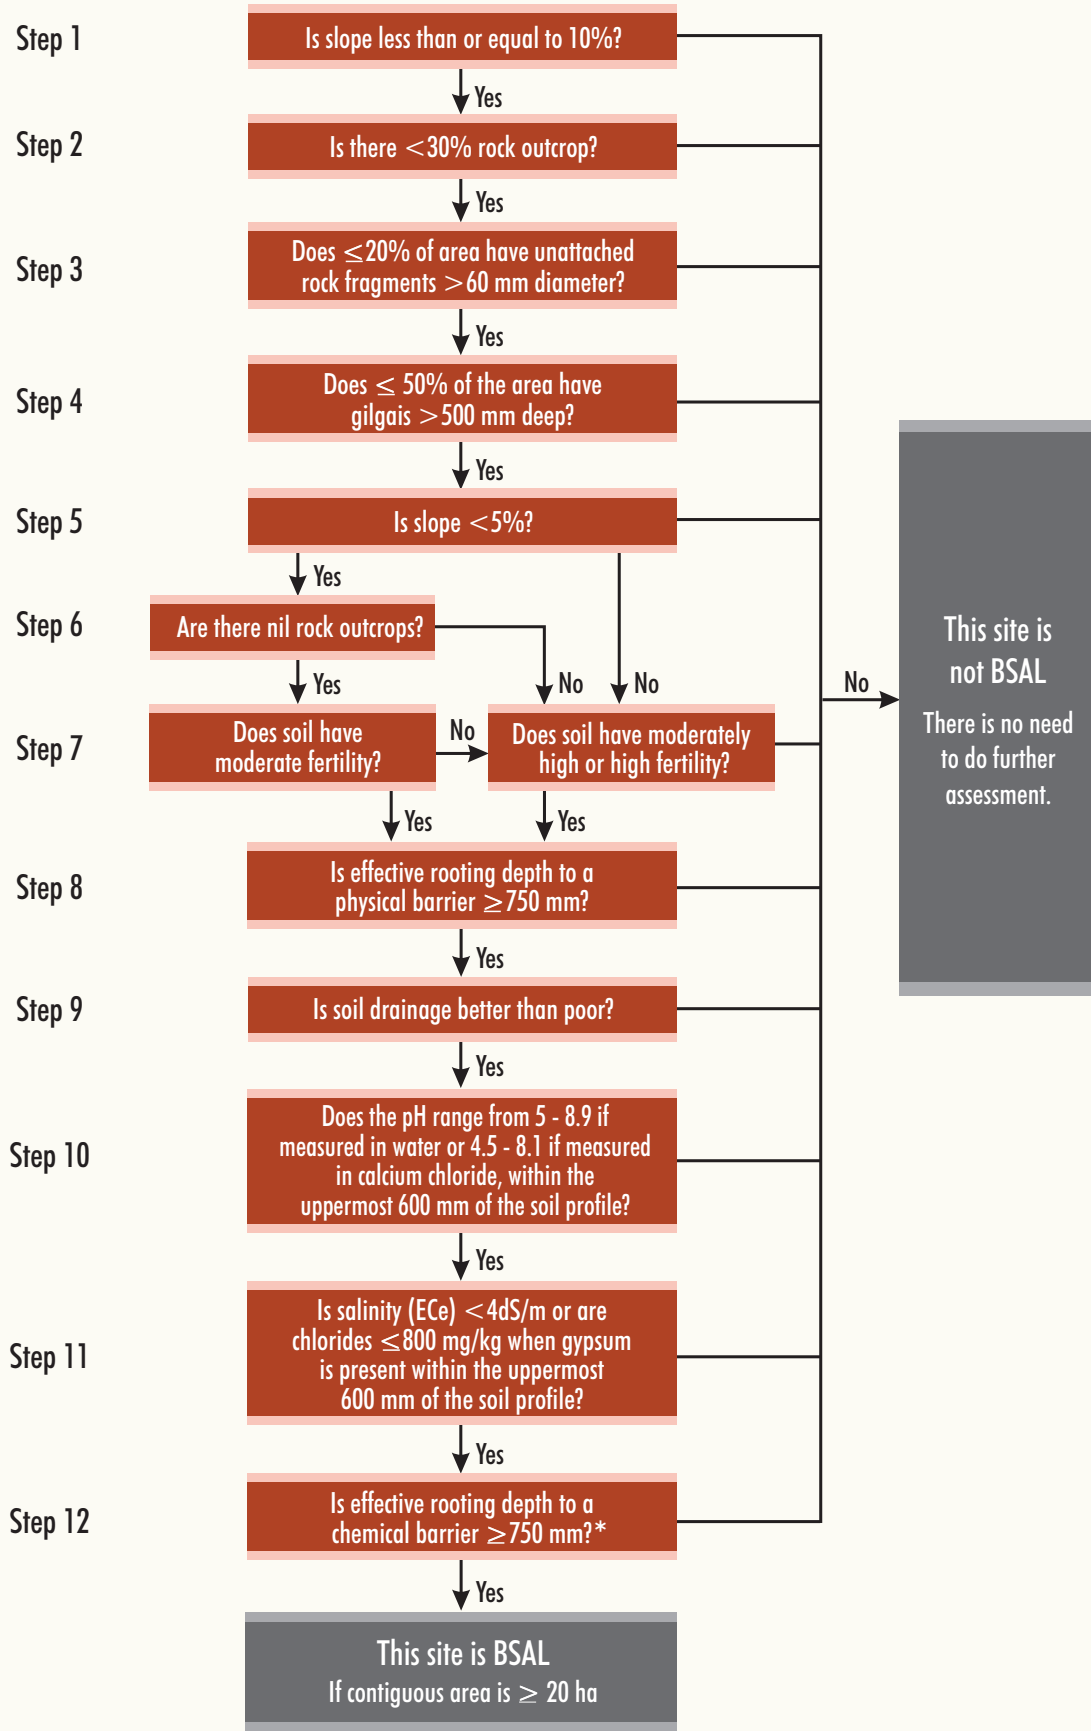 Step 1
Is slope less than or equal to 10%?
Yes
Step 2
Is there <30% rock outcrop?
Yes
Step 3
Does ≤20% of area have unattached
rock fragments >60 mm diameter?
Yes
Step 4
Does ≤ 50% of the area have
gilgais >500 mm deep?
Yes
Step 5
Is slope <5%?
Yes
Step 6
Are there nil rock outcrops?
Yes
No
No
Step 7
Does soil have
moderate fertility?
No
Does soil have moderately
high or high fertility?
Yes
Yes
Step 8
Is effective rooting depth to a
physical barrier ≥750 mm?
Yes
Step 9
Is soil drainage better than poor?
Yes
Step 10
Does the pH range from 5 - 8.9 if
measured in water or 4.5 - 8.1 if measured
in calcium chloride, within the
uppermost 600 mm of the soil profile?
Yes
Step 11
Is salinity (ECe) <4dS/m or are
chlorides ≤800 mg/kg when gypsum
is present within the uppermost
600 mm of the soil profile?
Yes
Step 12
Is effective rooting depth to a
chemical barrier ≥750 mm?*
Yes
This site is BSAL
If contiguous area is ≥ 20 ha
No
This site is
not BSAL
There is no need
to do further
assessment.